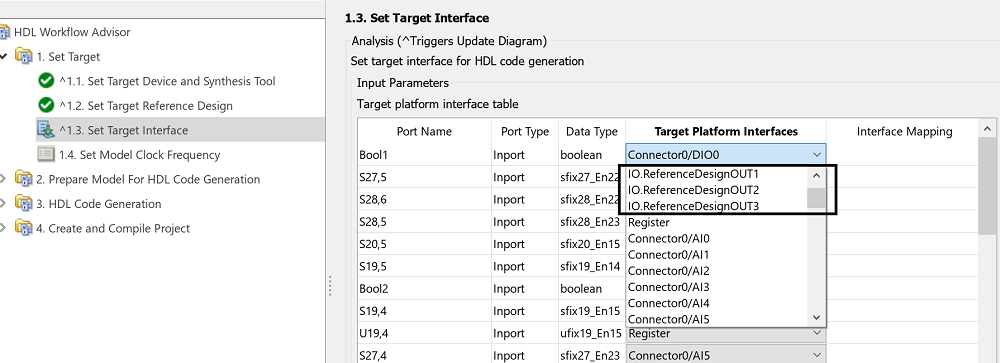 HDL Workflow Advisor
1. Set Target
^1.1. Set Target Device and Synthesis Tool
^1.2. Set Target Reference Design
^1.3. Set Target Interface
1.4. Set Model Clock Frequency
2. Prepare Model For HDL Code Generation
3. HDL Code Generation
4. Create and Compile Project
1.3. Set Target Interface
Analysis (^Triggers Update Diagram)
Set target interface for HDL code generation
Input Parameters
Target platform interface table
Port Name Port Type Data Type Target Platform Interfaces Interface Mapping
Bool1 Inport boolean Connector0/DIO0
S27,5 Inport sfix27_En22
S28,6 Inport sfix28_En22
S28,5 Inport sfix28_En23
S20,5 Inport sfix20_En15
S19,5 Inport sfix19_En14
Bool2 Inport boolean
S19,4 Inport sfix19_En15
U19,4 Inport ufix19_En15 Register
S27,4 Inport sfix27_En23 Connector0/AI5
IO.ReferenceDesignOUT1
IO.ReferenceDesignOUT2
IO.ReferenceDesignOUT3
Register
Connector0/AI0
Connector0/AI1
Connector0/AI2
Connector0/AI3
Connector0/AI4
Connector0/AI5